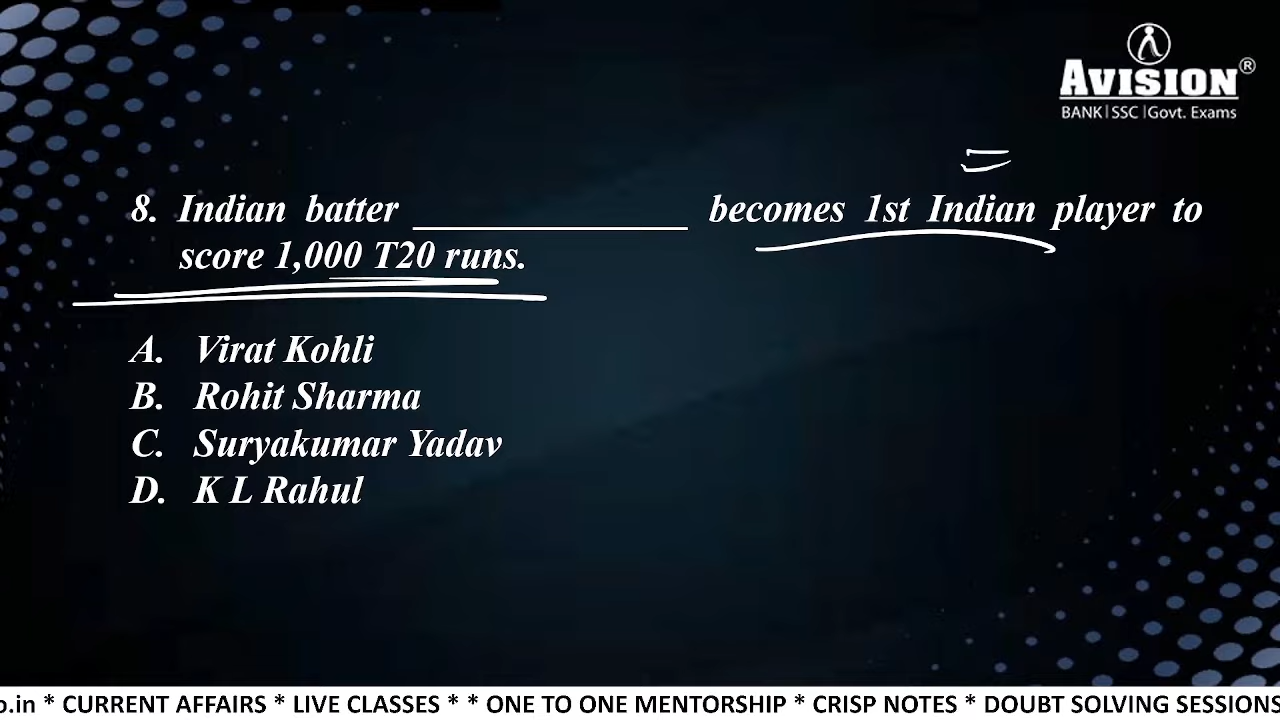 AVISION®
BANK|SSC|Govt. Exams
8. Indian batter ______________ becomes 1st Indian player to
score 1,000 T20 runs.
A. Virat Kohli
B. Rohit Sharma
C. Suryakumar Yadav
D. K L Rahul
o.in * CURRENT AFFAIRS * LIVE CLASSES * * ONE TO ONE MENTORSHIP * CRISP NOTES * DOUBT SOLVING SESSIONS